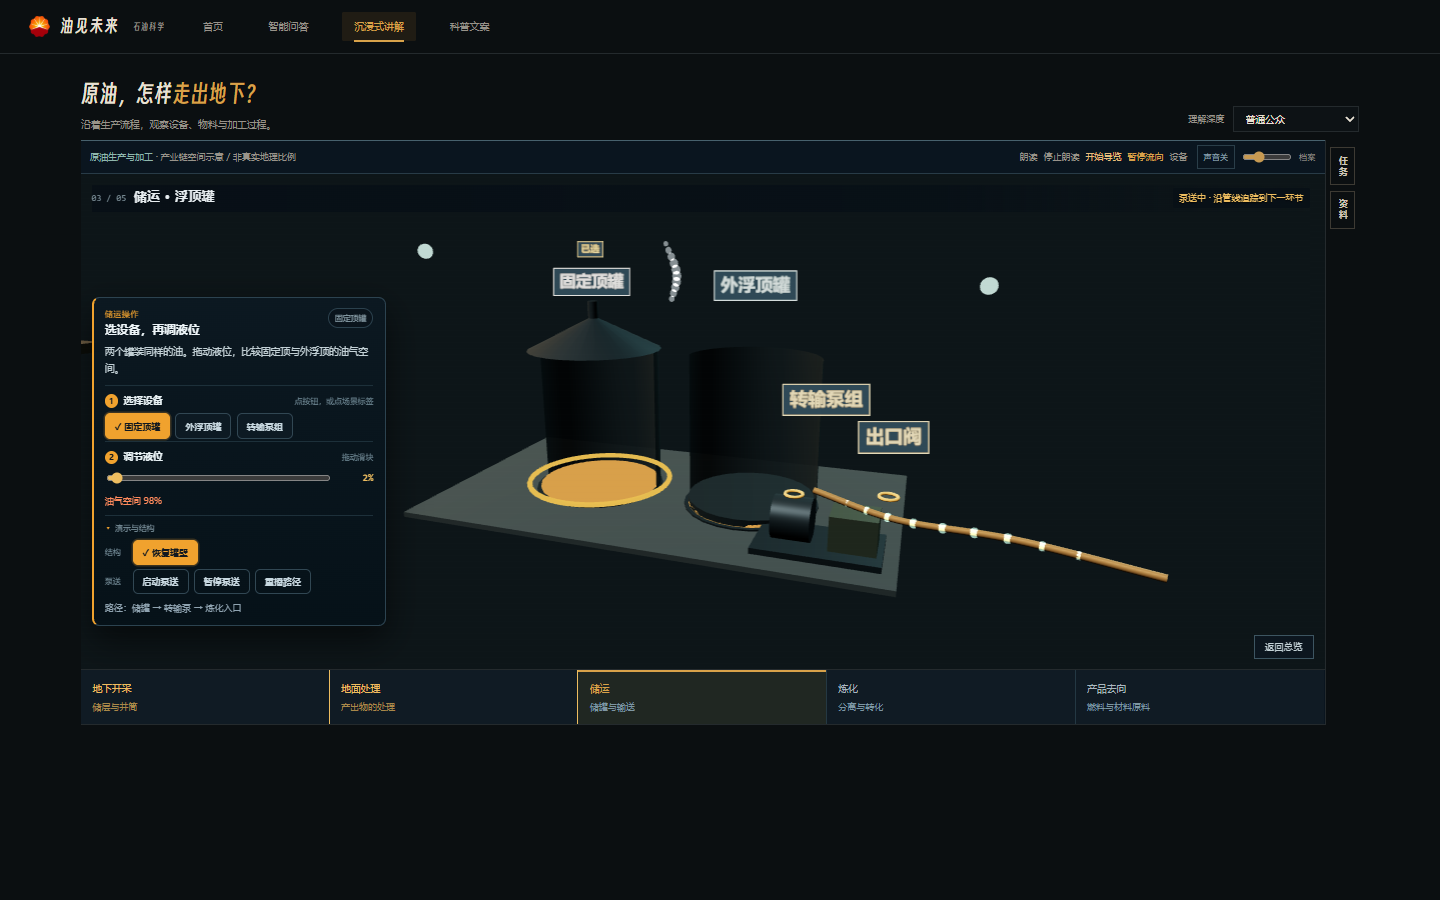 油见未来 石油科学 首页 智能问答 沉浸式讲解 科普文案
原油，怎样走出地下？
沿着生产流程，观察设备、物料与加工过程。
理解深度 普通公众
原油生产与加工 · 产业链空间示意 / 非真实地理比例
朗读 停止朗读 开始导览 暂停流向 设备 声音关 档案
任务
资料
03 / 05 储运 • 浮顶罐
泵送中 · 沿管线追踪到下一环节
已选
固定顶罐
外浮顶罐
转输泵组
出口阀
储运操作
选设备，再调液位
固定顶罐
两个罐装同样的油。拖动液位，比较固定顶与外浮顶的油气空
间。
1 选择设备 点按钮，或点场景标签
✓ 固定顶罐 外浮顶罐 转输泵组
2 调节液位 拖动滑块
2%
油气空间 98%
• 演示与结构
结构 ✓ 恢复罐壁
泵送 启动泵送 暂停泵送 重播路径
路径：储罐 → 转输泵 → 炼化入口
返回总览
地下开采
储层与井筒
地面处理
产出物的处理
储运
储罐与输送
炼化
分离与转化
产品去向
燃料与材料原料